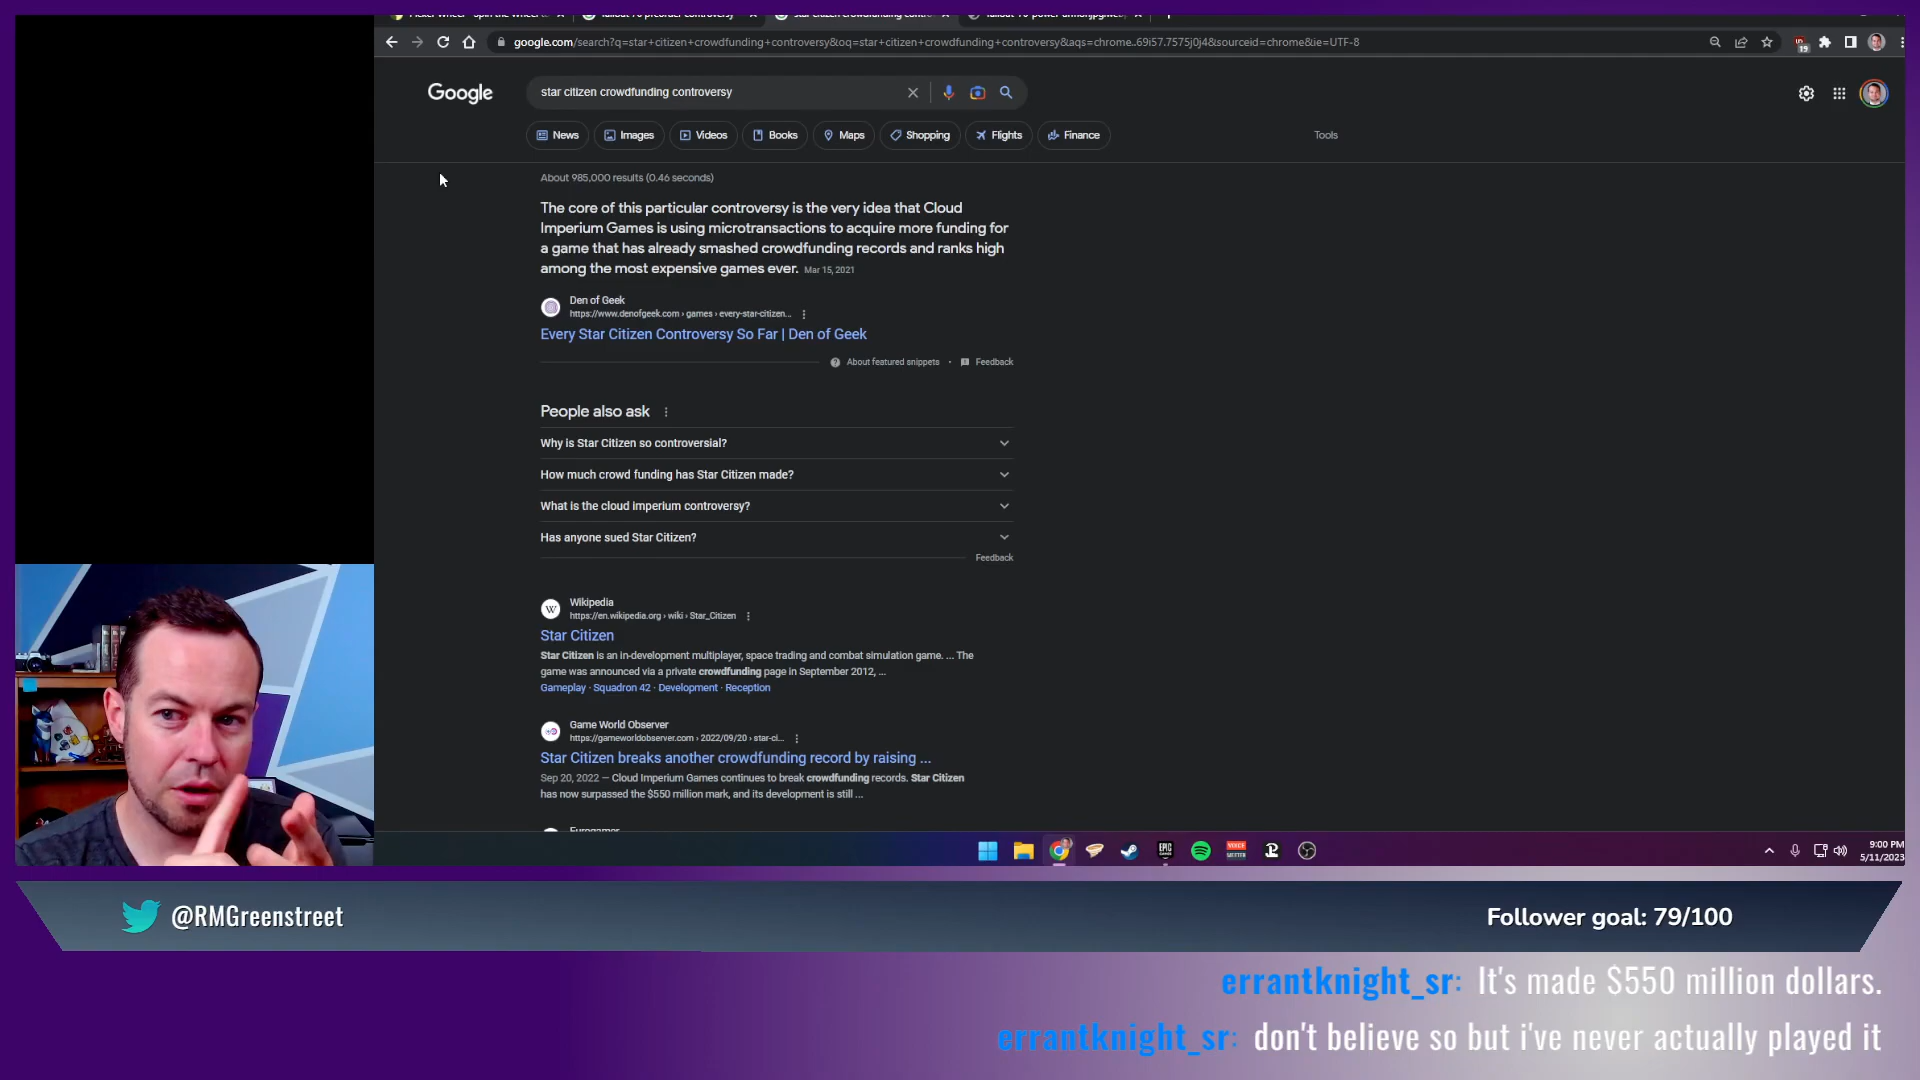 google.com/search?q=star+citizen+crowdfunding+controversy&oq=star+citizen+crowdfunding+controversy&aqs=chrome..69i57.7575j0j4&sourceid=chrome&ie=UTF-8
19
Google
star citizen crowdfunding controversy
News
Images
Videos
Books
Maps
Shopping
Flights
Finance
Tools
About 985,000 results (0.46 seconds)
The core of this particular controversy is the very idea that Cloud
Imperium Games is using microtransactions to acquire more funding for
a game that has already smashed crowdfunding records and ranks high
among the most expensive games ever. Mar 15, 2021
Den of Geek
https://www.denofgeek.com › games › every-star-citizen...
Every Star Citizen Controversy So Far | Den of Geek
About featured snippets • Feedback
People also ask
Why is Star Citizen so controversial?
How much crowd funding has Star Citizen made?
What is the cloud imperium controversy?
Has anyone sued Star Citizen?
Feedback
W
Wikipedia
https://en.wikipedia.org › wiki › Star_Citizen
Star Citizen
Star Citizen is an in-development multiplayer, space trading and combat simulation game. ... The
game was announced via a private crowdfunding page in September 2012, ...
Gameplay · Squadron 42 · Development · Reception
Game World Observer
https://gameworldobserver.com › 2022/09/20 › star-ci...
Star Citizen breaks another crowdfunding record by raising ...
Sep 20, 2022 — Cloud Imperium Games continues to break crowdfunding records. Star Citizen
has now surpassed the $550 million mark, and its development is still ...
EPIC
9:00 PM
5/11/2023
@RMGreenstreet
Follower goal: 79/100
errantknight_sr: It's made $550 million dollars.
errantknight_sr: don't believe so but i've never actually played it